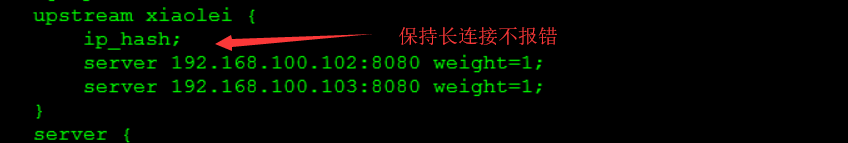 upstream xiaolei {
ip_hash;
保持长连接不报错
server 192.168.100.102:8080 weight=1;
server 192.168.100.103:8080 weight=1;
}
server {